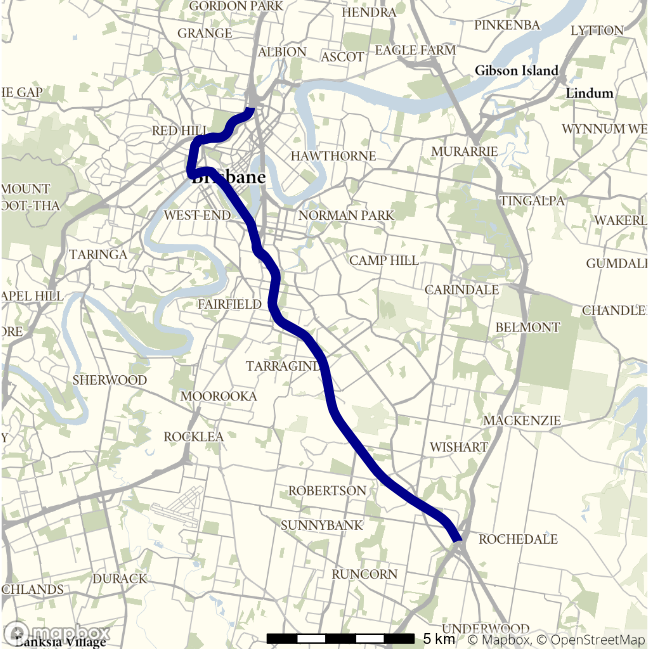 GORDON PARK
HENDRA
PINKENBA
GRANGE
LYTTON
ALBION
ASCOT
EAGLE FARM
Gibson Island
HE GAP
Lindum
RED HILL
WYNNUM WE
HAWTHORNE
MURARRIE
Brisbane
MOUNT
OOT-THA
TINGALPA
WEST END
NORMAN PARK
WAKERL
TARINGA
CAMP HILL
GUMDALE
APEL HILL
CARINDALE
FAIRFIELD
CHANDLE
ORE
BELMONT
TARRAGINDI
SHERWOOD
MOOROOKA
MACKENZIE
Y
ROCKLEA
WISHART
ROBERTSON
SUNNYBANK
ROCHEDALE
RUNCORN
DURACK
CHLANDS
UNDERWOOD
mapbox
Banksia Village
5 km
© Mapbox, © OpenStreetMap